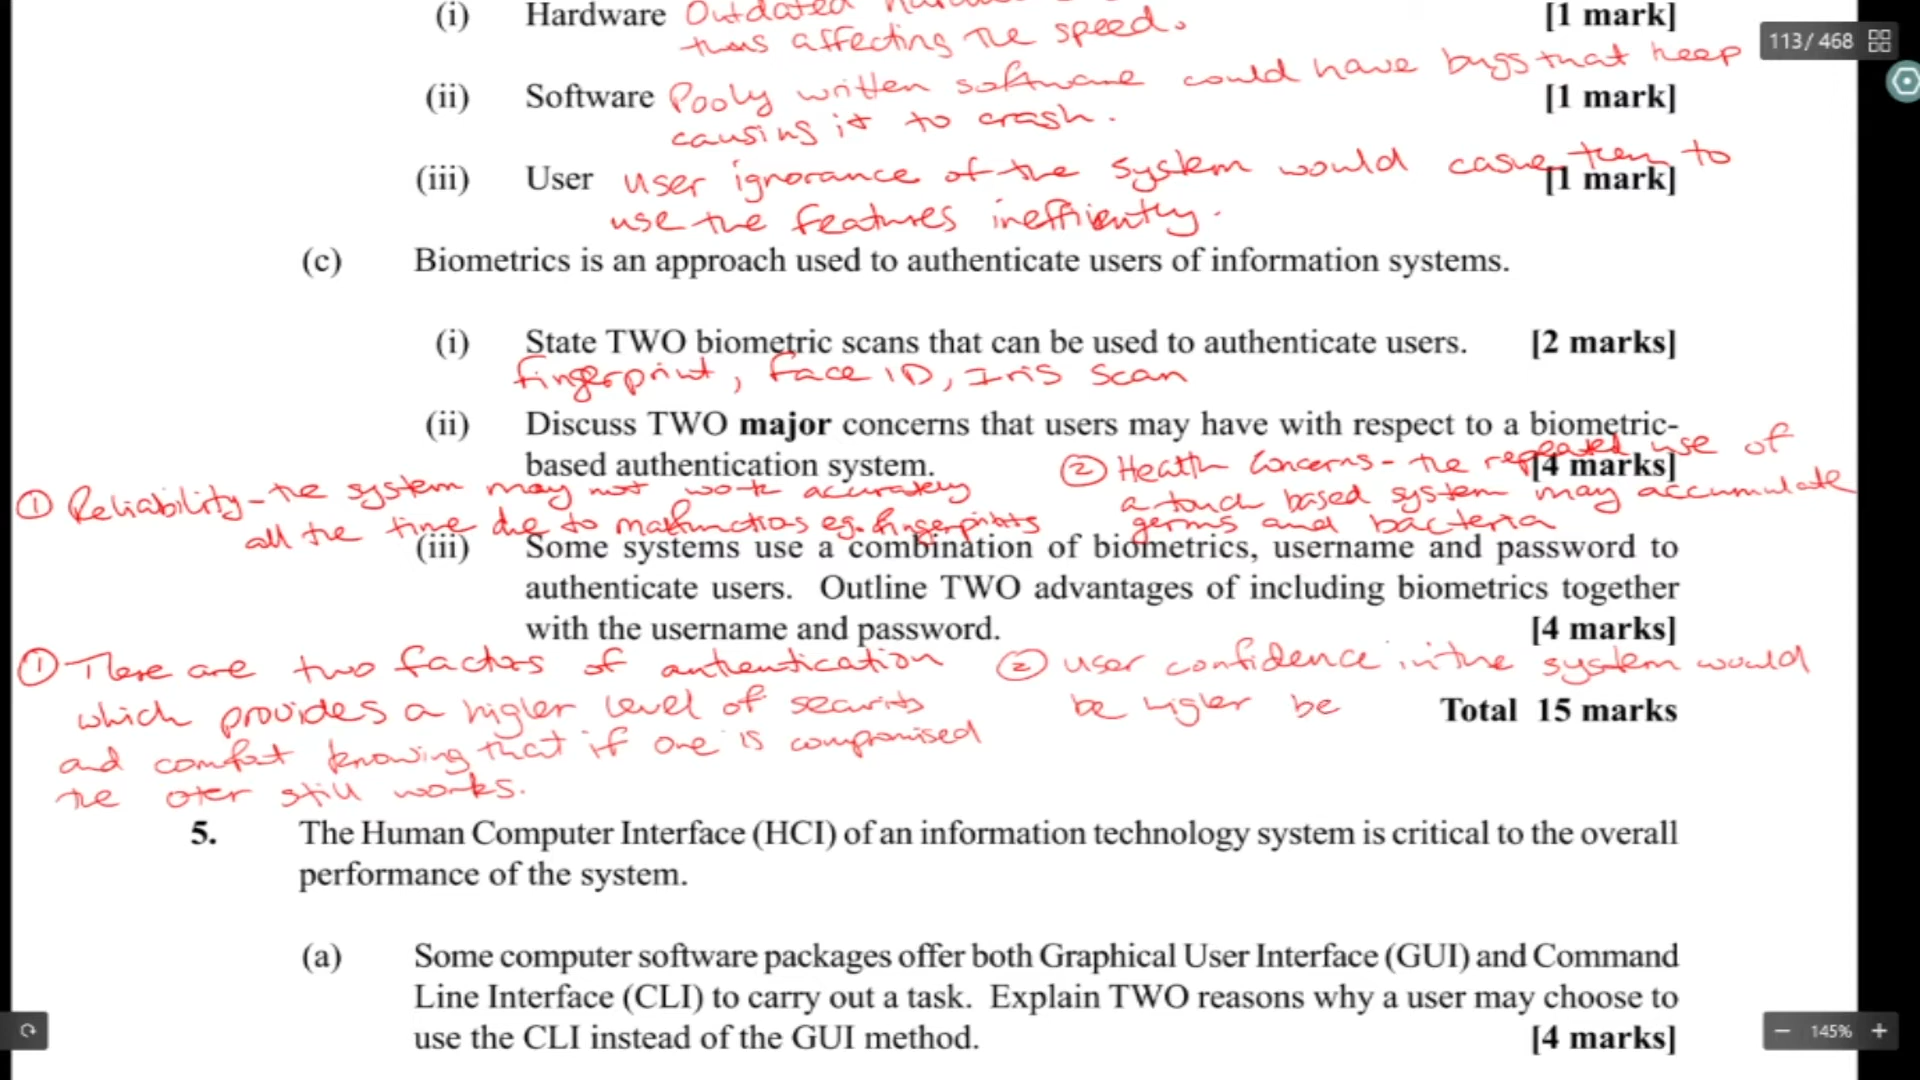 (i) Hardware Outdated [1 mark]
thus affecting the speed.
113/ 468
(ii) Software Pooly written software could have bugs that keep [1 mark]
causing it to crash.
(iii) User user ignorance of the system would to [1 mark]
use the features
(c) Biometrics is an approach used to authenticate users of information systems.
(i) State TWO biometric scans that can be used to authenticate users. [2 marks]
fingerprint, Face ID, Iris Scan
(ii) Discuss TWO major concerns that users may have with respect to a biometric-
based authentication system. [4 marks]
① Reliability - the system may not work accurately
all the time due to malfunctions eg. fingerprints
② Health Concerns - the repeated use of
a touch based system may accumulate
germs and bacteria
(iii) Some systems use a combination of biometrics, username and password to
authenticate users. Outline TWO advantages of including biometrics together
with the username and password. [4 marks]
① There are two factors of authentication
which provides a higher level of security
and comfort knowing that if one is compromised
the other still works.
② user confidence in the system would
be higher be
Total 15 marks
5. The Human Computer Interface (HCI) of an information technology system is critical to the overall
performance of the system.
(a) Some computer software packages offer both Graphical User Interface (GUI) and Command
Line Interface (CLI) to carry out a task. Explain TWO reasons why a user may choose to
use the CLI instead of the GUI method. [4 marks]
− 145% +